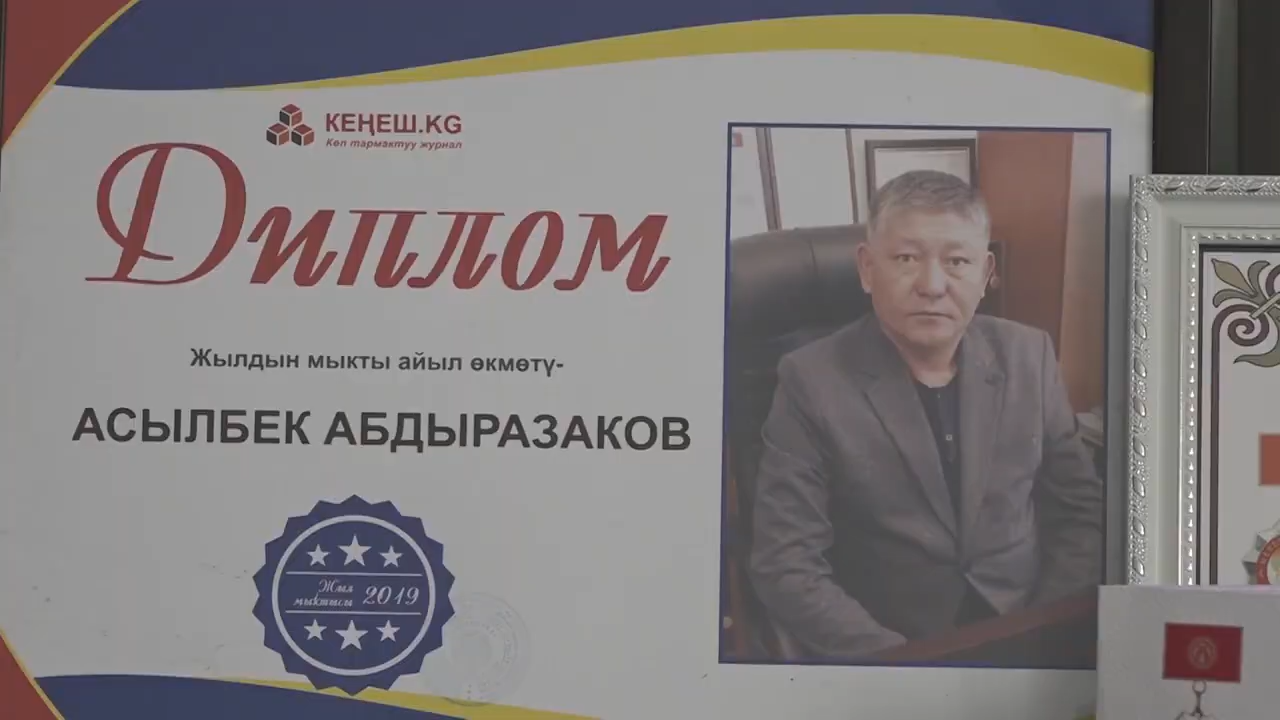 КЕҢЕШ.KG
Көп тармактуу журнал
Диплом
Жылдын мыкты айыл өкмөтү-
АСЫЛБЕК АБДЫРАЗАКОВ
Жыл
мыктысы 2019